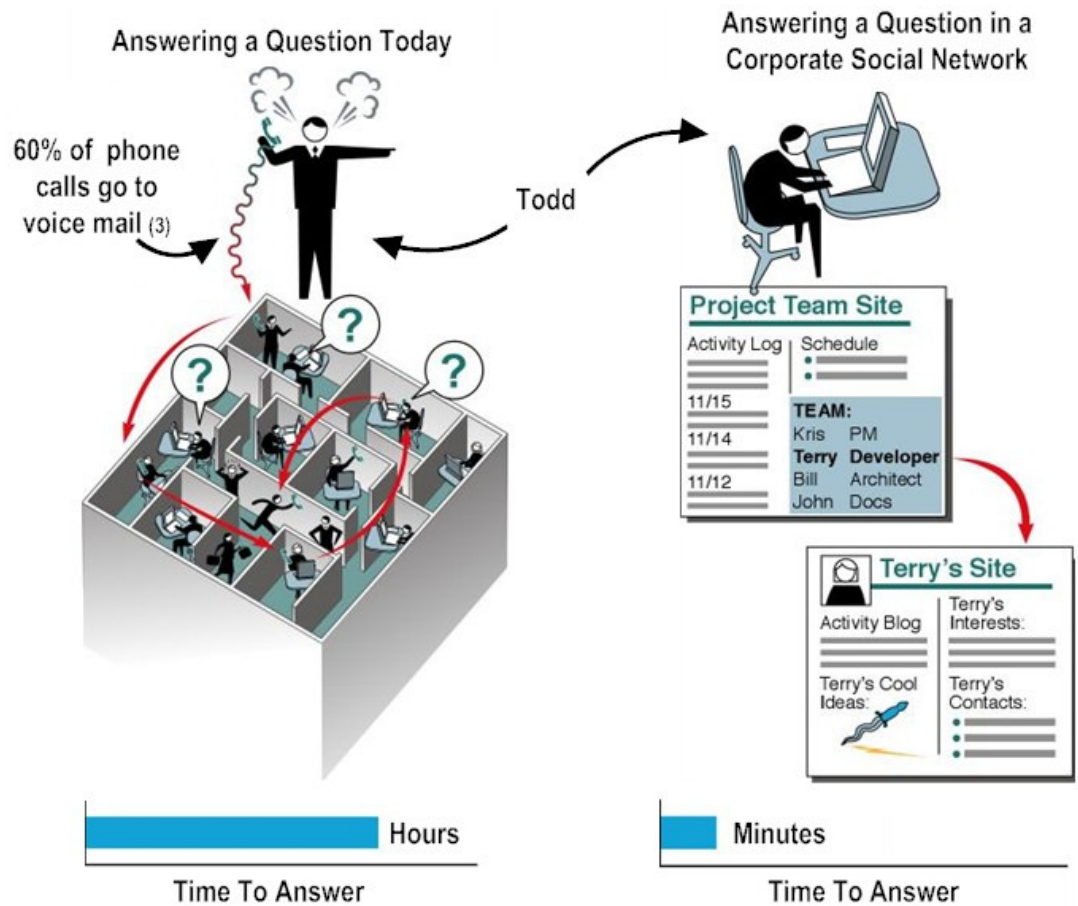 Answering a Question Today
60% of phone
calls go to
voice mail (3)
Todd
?
?
?
Hours
Time To Answer
Answering a Question in a
Corporate Social Network
Project Team Site
Activity Log
11/15
11/14
11/12
Schedule
TEAM:
Kris PM
Terry Developer
Bill Architect
John Docs
Terry's Site
Activity Blog
Terry's Cool
Ideas:
Terry's
Interests:
Terry's
Contacts:
Minutes
Time To Answer